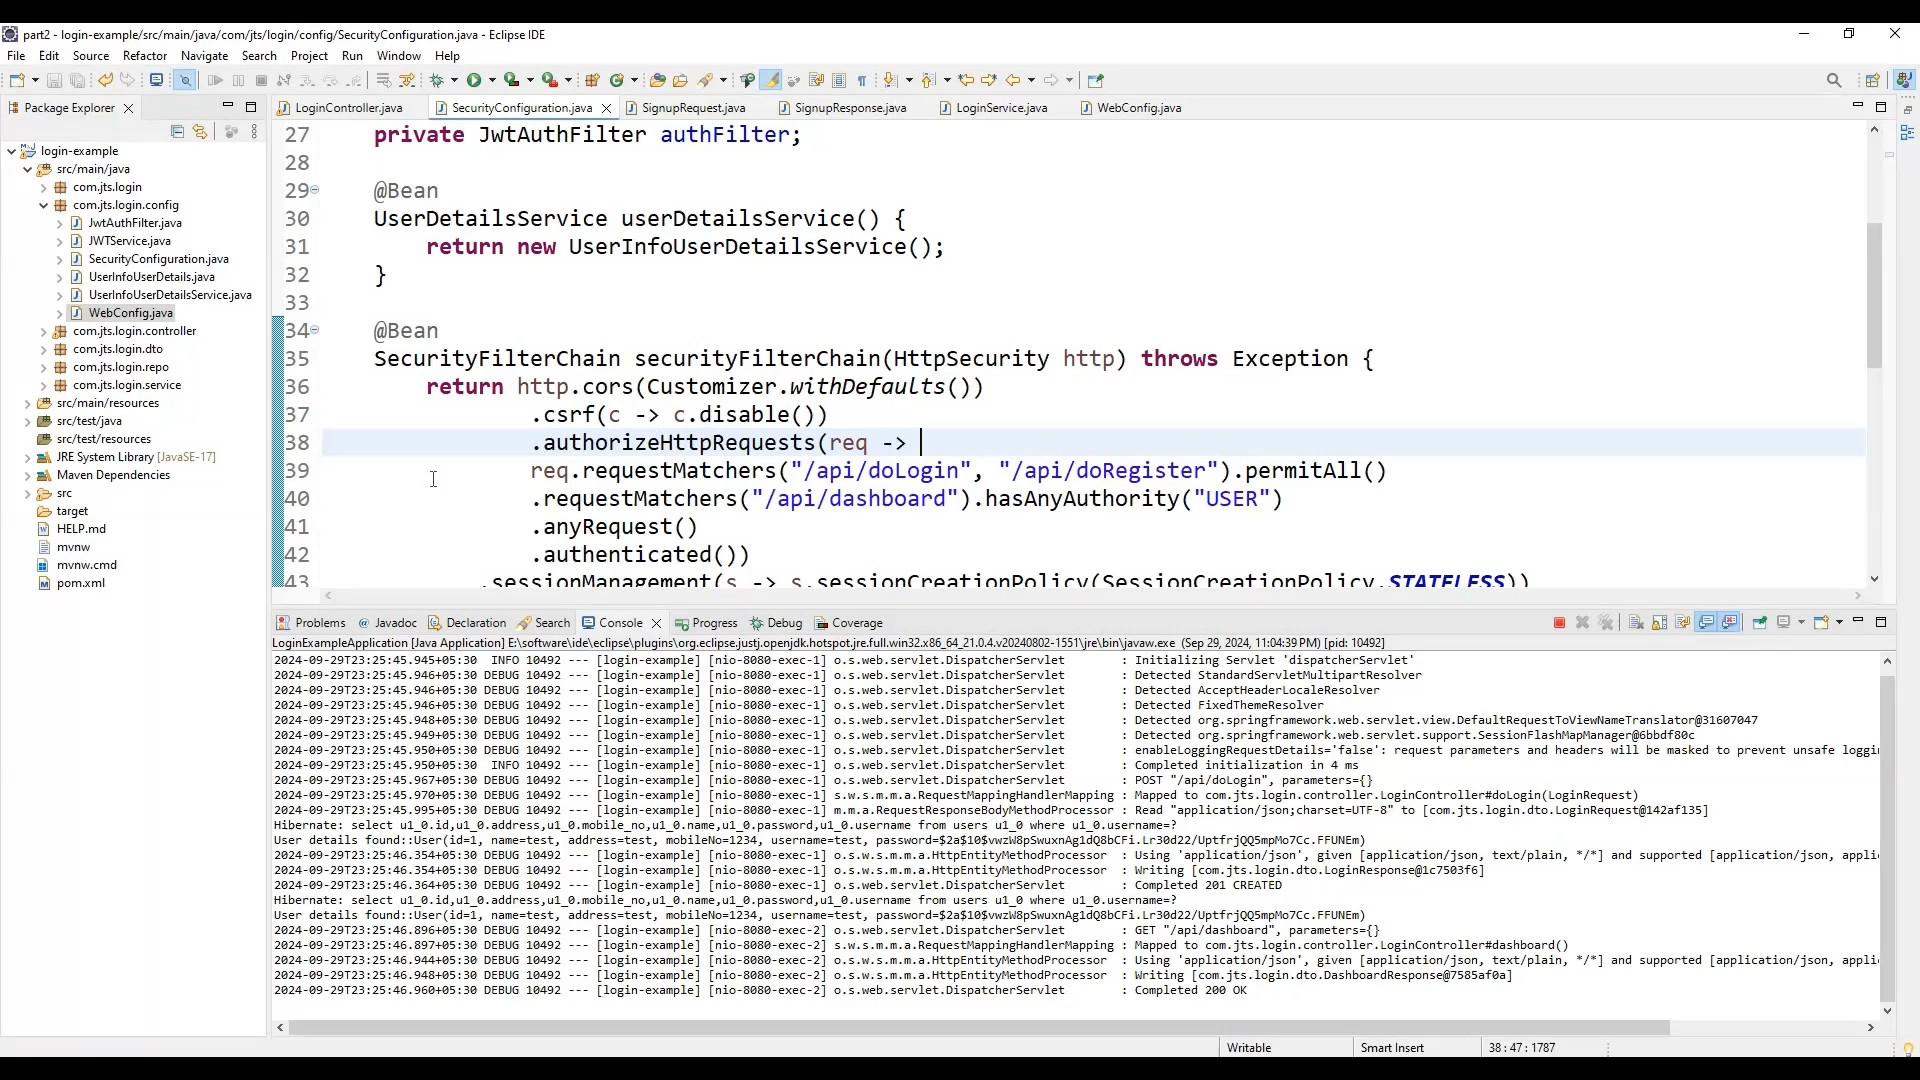 part2 - login-example/src/main/java/com/jts/login/config/SecurityConfiguration.java - Eclipse IDE
File Edit Source Refactor Navigate Search Project Run Window Help
Package Explorer
login-example
src/main/java
com.jts.login
com.jts.login.config
JwtAuthFilter.java
JWTService.java
SecurityConfiguration.java
UserInfoUserDetails.java
UserInfoUserDetailsService.java
WebConfig.java
com.jts.login.controller
com.jts.login.dto
com.jts.login.repo
com.jts.login.service
src/main/resources
src/test/java
src/test/resources
JRE System Library [JavaSE-17]
Maven Dependencies
src
target
HELP.md
mvnw
mvnw.cmd
pom.xml
LoginController.java SecurityConfiguration.java SignupRequest.java SignupResponse.java LoginService.java WebConfig.java
27 private JwtAuthFilter authFilter;
28
29 @Bean
30 UserDetailsService userDetailsService() {
31 return new UserInfoUserDetailsService();
32 }
33
34 @Bean
35 SecurityFilterChain securityFilterChain(HttpSecurity http) throws Exception {
36 return http.cors(Customizer.withDefaults())
37 .csrf(c -> c.disable())
38 .authorizeHttpRequests(req ->
39 req.requestMatchers("/api/doLogin", "/api/doRegister").permitAll()
40 .requestMatchers("/api/dashboard").hasAnyAuthority("USER")
41 .anyRequest()
42 .authenticated())
43 .sessionManagement(s -> s.sessionCreationPolicy(SessionCreationPolicy.STATELESS))
Problems Javadoc Declaration Search Console Progress Debug Coverage
LoginExampleApplication [Java Application] E:\software\ide\eclipse\plugins\org.eclipse.justj.openjdk.hotspot.jre.full.win32.x86_64_21.0.4.v20240802-1551\jre\bin\javaw.exe (Sep 29, 2024, 11:04:39 PM) [pid: 10492]
2024-09-29T23:25:45.945+05:30 INFO 10492 --- [login-example] [nio-8080-exec-1] o.s.web.servlet.DispatcherServlet : Initializing Servlet 'dispatcherServlet'
2024-09-29T23:25:45.946+05:30 DEBUG 10492 --- [login-example] [nio-8080-exec-1] o.s.web.servlet.DispatcherServlet : Detected StandardServletMultipartResolver
2024-09-29T23:25:45.946+05:30 DEBUG 10492 --- [login-example] [nio-8080-exec-1] o.s.web.servlet.DispatcherServlet : Detected AcceptHeaderLocaleResolver
2024-09-29T23:25:45.946+05:30 DEBUG 10492 --- [login-example] [nio-8080-exec-1] o.s.web.servlet.DispatcherServlet : Detected FixedThemeResolver
2024-09-29T23:25:45.948+05:30 DEBUG 10492 --- [login-example] [nio-8080-exec-1] o.s.web.servlet.DispatcherServlet : Detected org.springframework.web.servlet.view.DefaultRequestToViewNameTranslator@31607047
2024-09-29T23:25:45.949+05:30 DEBUG 10492 --- [login-example] [nio-8080-exec-1] o.s.web.servlet.DispatcherServlet : Detected org.springframework.web.servlet.support.SessionFlashMapManager@6bbdf80c
2024-09-29T23:25:45.950+05:30 DEBUG 10492 --- [login-example] [nio-8080-exec-1] o.s.web.servlet.DispatcherServlet : enableLoggingRequestDetails='false': request parameters and headers will be masked to prevent unsafe loggi
2024-09-29T23:25:45.950+05:30 INFO 10492 --- [login-example] [nio-8080-exec-1] o.s.web.servlet.DispatcherServlet : Completed initialization in 4 ms
2024-09-29T23:25:45.967+05:30 DEBUG 10492 --- [login-example] [nio-8080-exec-1] o.s.web.servlet.DispatcherServlet : POST "/api/doLogin", parameters={}
2024-09-29T23:25:45.970+05:30 DEBUG 10492 --- [login-example] [nio-8080-exec-1] s.w.s.m.m.a.RequestMappingHandlerMapping : Mapped to com.jts.login.controller.LoginController#doLogin(LoginRequest)
2024-09-29T23:25:45.995+05:30 DEBUG 10492 --- [login-example] [nio-8080-exec-1] m.m.a.RequestResponseBodyMethodProcessor : Read "application/json;charset=UTF-8" to [com.jts.login.dto.LoginRequest@142af135]
Hibernate: select u1_0.id,u1_0.address,u1_0.mobile_no,u1_0.name,u1_0.password,u1_0.username from users u1_0 where u1_0.username=?
User details found::User(id=1, name=test, address=test, mobileNo=1234, username=test, password=$2a$10$vwzW8pSwuxnAg1dQ8bCFi.Lr30d22/UptfrjQQ5mpMo7Cc.FFUNEm)
2024-09-29T23:25:46.354+05:30 DEBUG 10492 --- [login-example] [nio-8080-exec-1] o.s.w.s.m.m.a.HttpEntityMethodProcessor : Using 'application/json', given [application/json, text/plain, */*] and supported [application/json, appli
2024-09-29T23:25:46.354+05:30 DEBUG 10492 --- [login-example] [nio-8080-exec-1] o.s.w.s.m.m.a.HttpEntityMethodProcessor : Writing [com.jts.login.dto.LoginResponse@1c7503f6]
2024-09-29T23:25:46.364+05:30 DEBUG 10492 --- [login-example] [nio-8080-exec-1] o.s.web.servlet.DispatcherServlet : Completed 201 CREATED
Hibernate: select u1_0.id,u1_0.address,u1_0.mobile_no,u1_0.name,u1_0.password,u1_0.username from users u1_0 where u1_0.username=?
User details found::User(id=1, name=test, address=test, mobileNo=1234, username=test, password=$2a$10$vwzW8pSwuxnAg1dQ8bCFi.Lr30d22/UptfrjQQ5mpMo7Cc.FFUNEm)
2024-09-29T23:25:46.896+05:30 DEBUG 10492 --- [login-example] [nio-8080-exec-2] o.s.web.servlet.DispatcherServlet : GET "/api/dashboard", parameters={}
2024-09-29T23:25:46.897+05:30 DEBUG 10492 --- [login-example] [nio-8080-exec-2] s.w.s.m.m.a.RequestMappingHandlerMapping : Mapped to com.jts.login.controller.LoginController#dashboard()
2024-09-29T23:25:46.944+05:30 DEBUG 10492 --- [login-example] [nio-8080-exec-2] o.s.w.s.m.m.a.HttpEntityMethodProcessor : Using 'application/json', given [application/json, text/plain, */*] and supported [application/json, appli
2024-09-29T23:25:46.948+05:30 DEBUG 10492 --- [login-example] [nio-8080-exec-2] o.s.w.s.m.m.a.HttpEntityMethodProcessor : Writing [com.jts.login.dto.DashboardResponse@7585af0a]
2024-09-29T23:25:46.960+05:30 DEBUG 10492 --- [login-example] [nio-8080-exec-2] o.s.web.servlet.DispatcherServlet : Completed 200 OK
Writable Smart Insert 38 : 47 : 1787